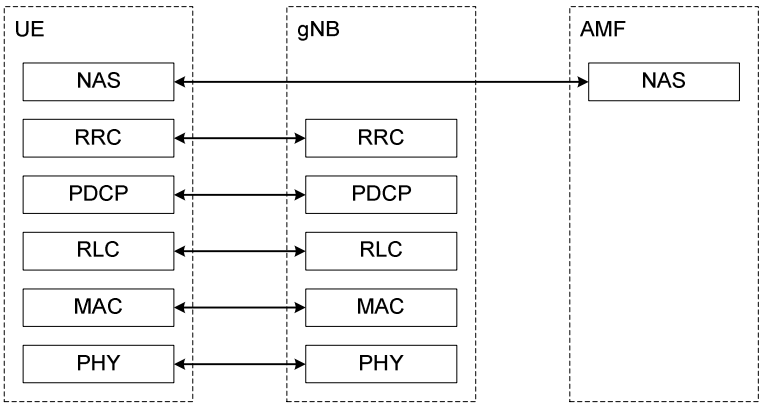 UE gNB AMF
NAS NAS
RRC RRC
PDCP PDCP
RLC RLC
MAC MAC
PHY PHY